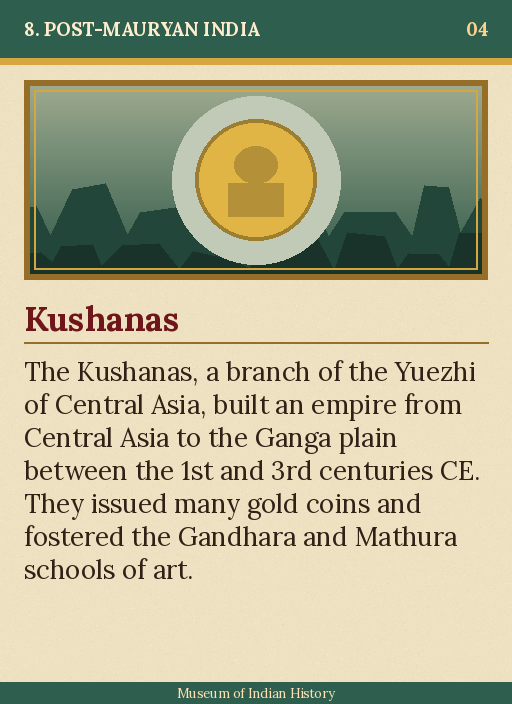 8. POST-MAURYAN INDIA 04
Kushanas
The Kushanas, a branch of the Yuezhi
of Central Asia, built an empire from
Central Asia to the Ganga plain
between the 1st and 3rd centuries CE.
They issued many gold coins and
fostered the Gandhara and Mathura
schools of art.
Museum of Indian History